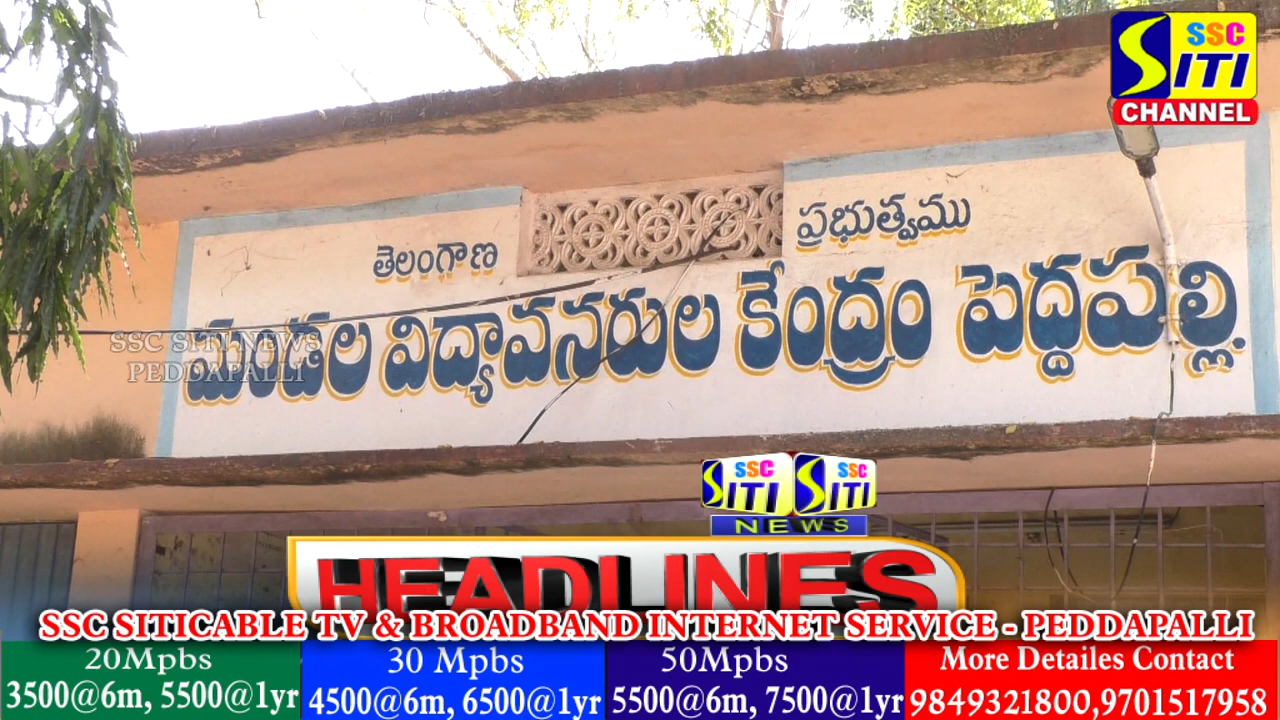 SSC
SITI
CHANNEL
తెలంగాణ ప్రభుత్వము
మండల విద్యావనరుల కేంద్రం పెద్దపల్లి.
SSC SITI NEWS
PEDDAPALLI
SSC SSC
SITI SITI
NEWS
HEADLINES
SSC SITICABLE TV & BROADBAND INTERNET SERVICE - PEDDAPALLI
20Mpbs 30 Mpbs 50Mpbs More Detailes Contact
3500@6m, 5500@1yr 4500@6m, 6500@1yr 5500@6m, 7500@1yr 9849321800,9701517958